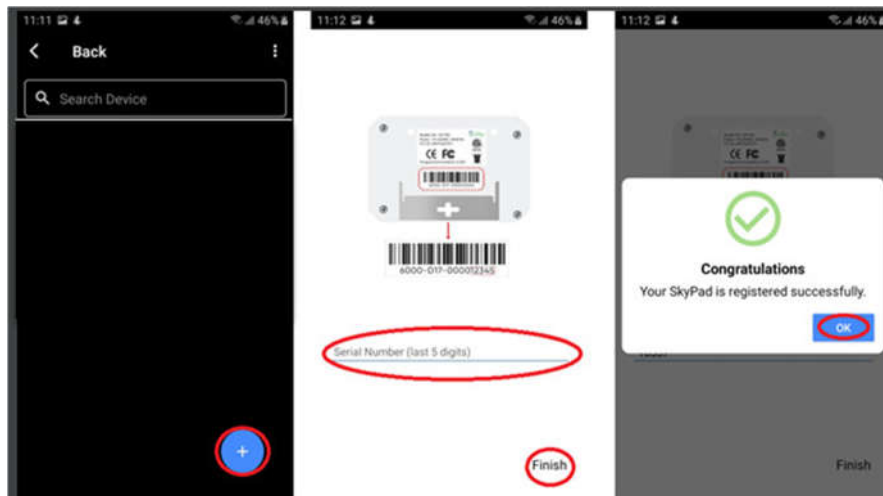 11:11 46%
Back
Search Device
+
11:12 46%
CE FC
6000-D17-000012345
Serial Number (last 5 digits)
Finish
11:12 46%
CE FC
Congratulations
Your SkyPad is registered successfully.
OK
Finish